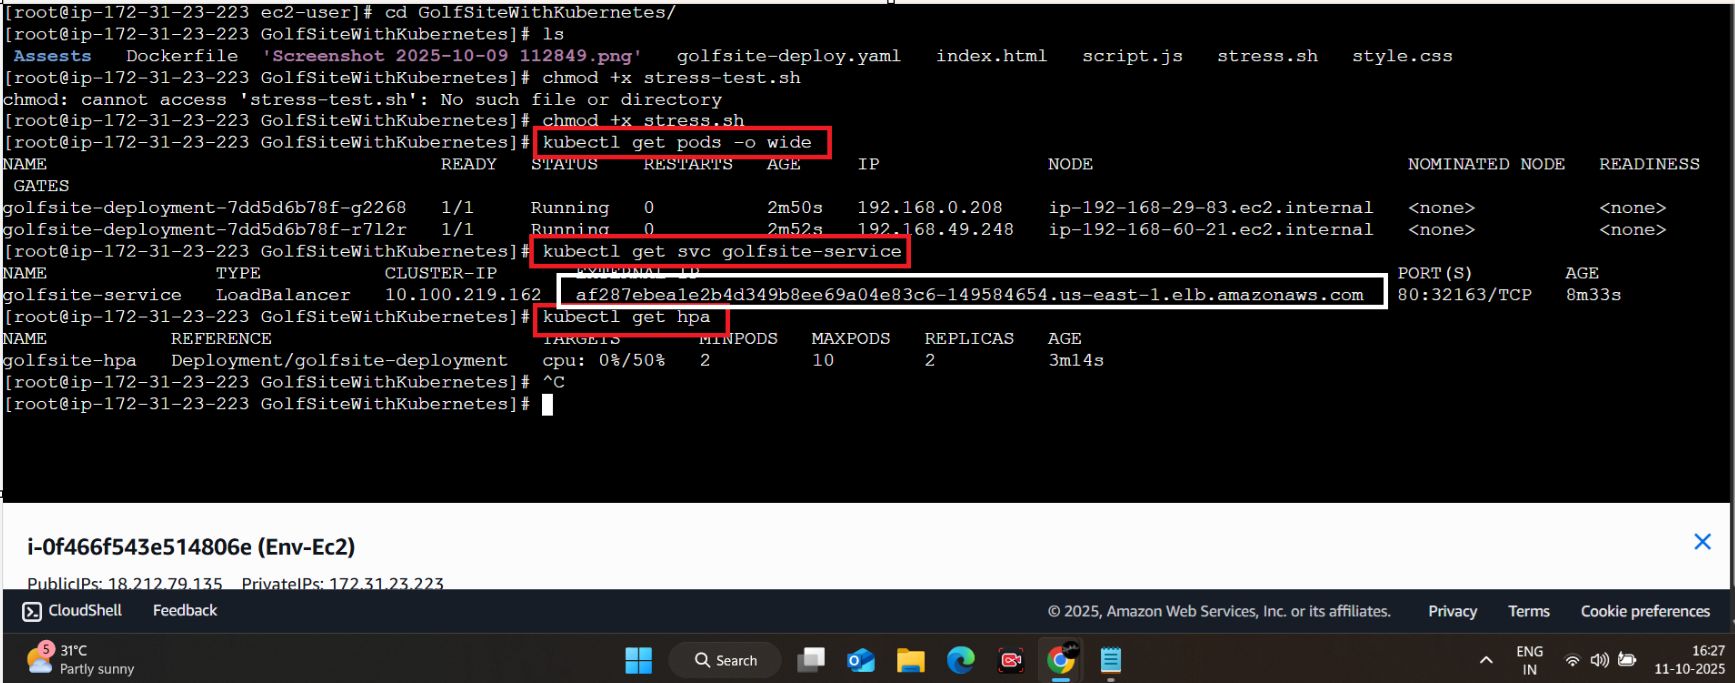 [root@ip-172-31-23-223 ec2-user]# cd GolfSiteWithKubernetes/
[root@ip-172-31-23-223 GolfSiteWithKubernetes]# ls
Assests   Dockerfile  'Screenshot 2025-10-09 112849.png'   golfsite-deploy.yaml   index.html   script.js   stress.sh   style.css
[root@ip-172-31-23-223 GolfSiteWithKubernetes]# chmod +x stress-test.sh
chmod: cannot access 'stress-test.sh': No such file or directory
[root@ip-172-31-23-223 GolfSiteWithKubernetes]# chmod +x stress.sh
[root@ip-172-31-23-223 GolfSiteWithKubernetes]# kubectl get pods -o wide
NAME   READY   STATUS   RESTARTS   AGE   IP   NODE   NOMINATED NODE   READINESS
GATES
golfsite-deployment-7dd5d6b78f-g2268   1/1   Running   0   2m50s   192.168.0.208   ip-192-168-29-83.ec2.internal   <none>   <none>
golfsite-deployment-7dd5d6b78f-r7l2r   1/1   Running   0   2m52s   192.168.49.248   ip-192-168-60-21.ec2.internal   <none>   <none>
[root@ip-172-31-23-223 GolfSiteWithKubernetes]# kubectl get svc golfsite-service
NAME   TYPE   CLUSTER-IP   EXTERNAL-IP   PORT(S)   AGE
golfsite-service   LoadBalancer   10.100.219.162   af287ebea1e2b4d349b8ee69a04e83c6-149584654.us-east-1.elb.amazonaws.com   80:32163/TCP   8m33s
[root@ip-172-31-23-223 GolfSiteWithKubernetes]# kubectl get hpa
NAME   REFERENCE   TARGETS   MINPODS   MAXPODS   REPLICAS   AGE
golfsite-hpa   Deployment/golfsite-deployment   cpu: 0%/50%   2   10   2   3m14s
[root@ip-172-31-23-223 GolfSiteWithKubernetes]# ^C
[root@ip-172-31-23-223 GolfSiteWithKubernetes]#
i-0f466f543e514806e (Env-Ec2)
PublicIPs: 18.212.79.135   PrivateIPs: 172.31.23.223
CloudShell   Feedback   © 2025, Amazon Web Services, Inc. or its affiliates.   Privacy   Terms   Cookie preferences
5   31°C   Search   ENG   16:27
Partly sunny   IN   11-10-2025